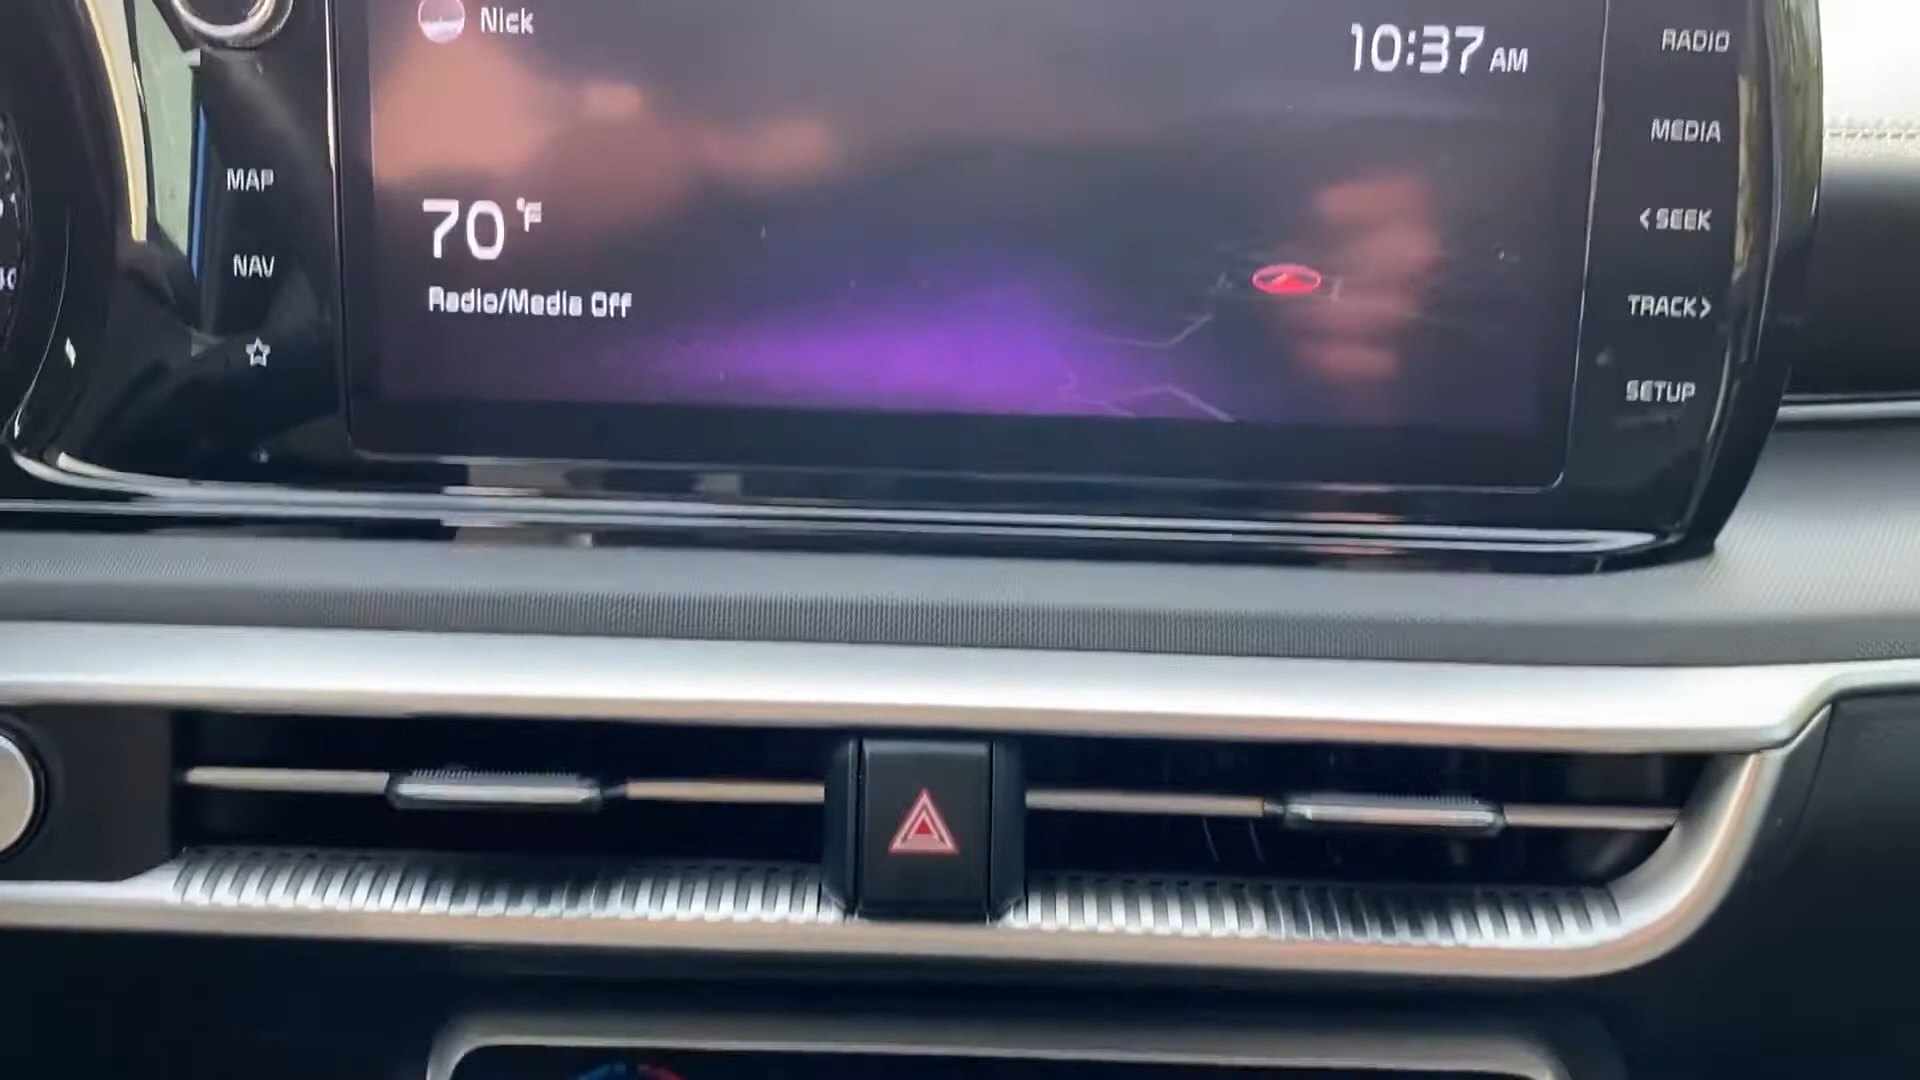 Nick
10:37 AM
70 °F
Radio/Media Off
MAP
NAV
RADIO
MEDIA
< SEEK
TRACK >
SETUP